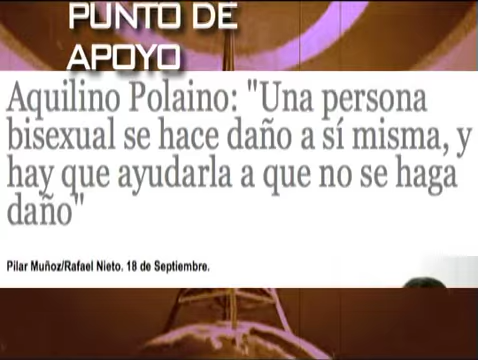 PUNTO DE
APOYO
Aquilino Polaino: "Una persona
bisexual se hace daño a sí misma, y
hay que ayudarla a que no se haga
daño"
Pilar Muñoz/Rafael Nieto. 18 de Septiembre.